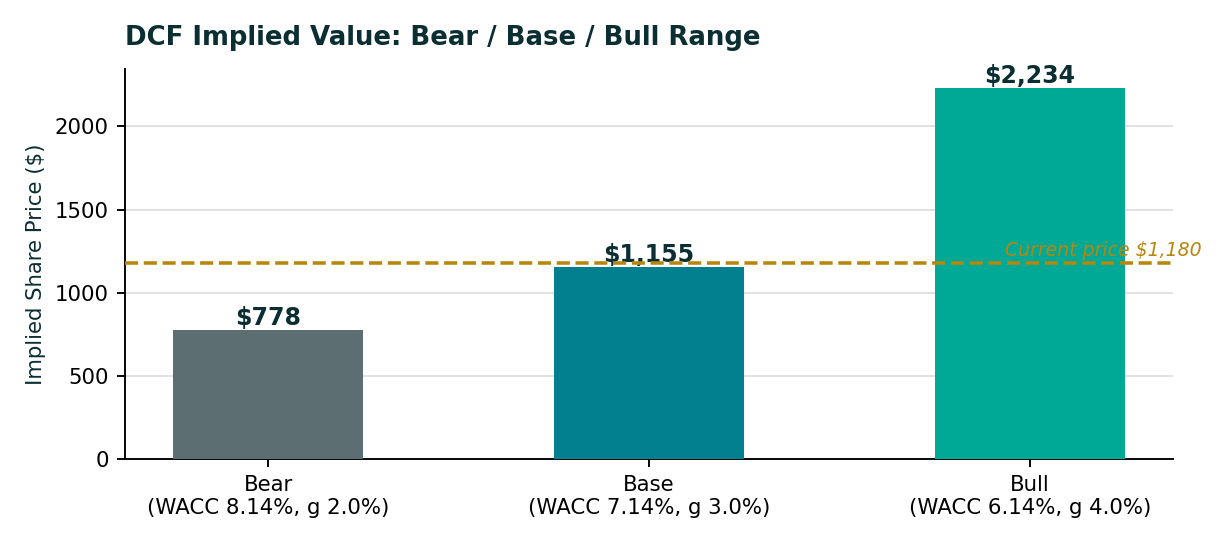 DCF Implied Value: Bear / Base / Bull Range
Implied Share Price ($)
2000
1500
1000
500
0
$778
$1,155
$2,234
Current price $1,180
Bear
(WACC 8.14%, g 2.0%)
Base
(WACC 7.14%, g 3.0%)
Bull
(WACC 6.14%, g 4.0%)